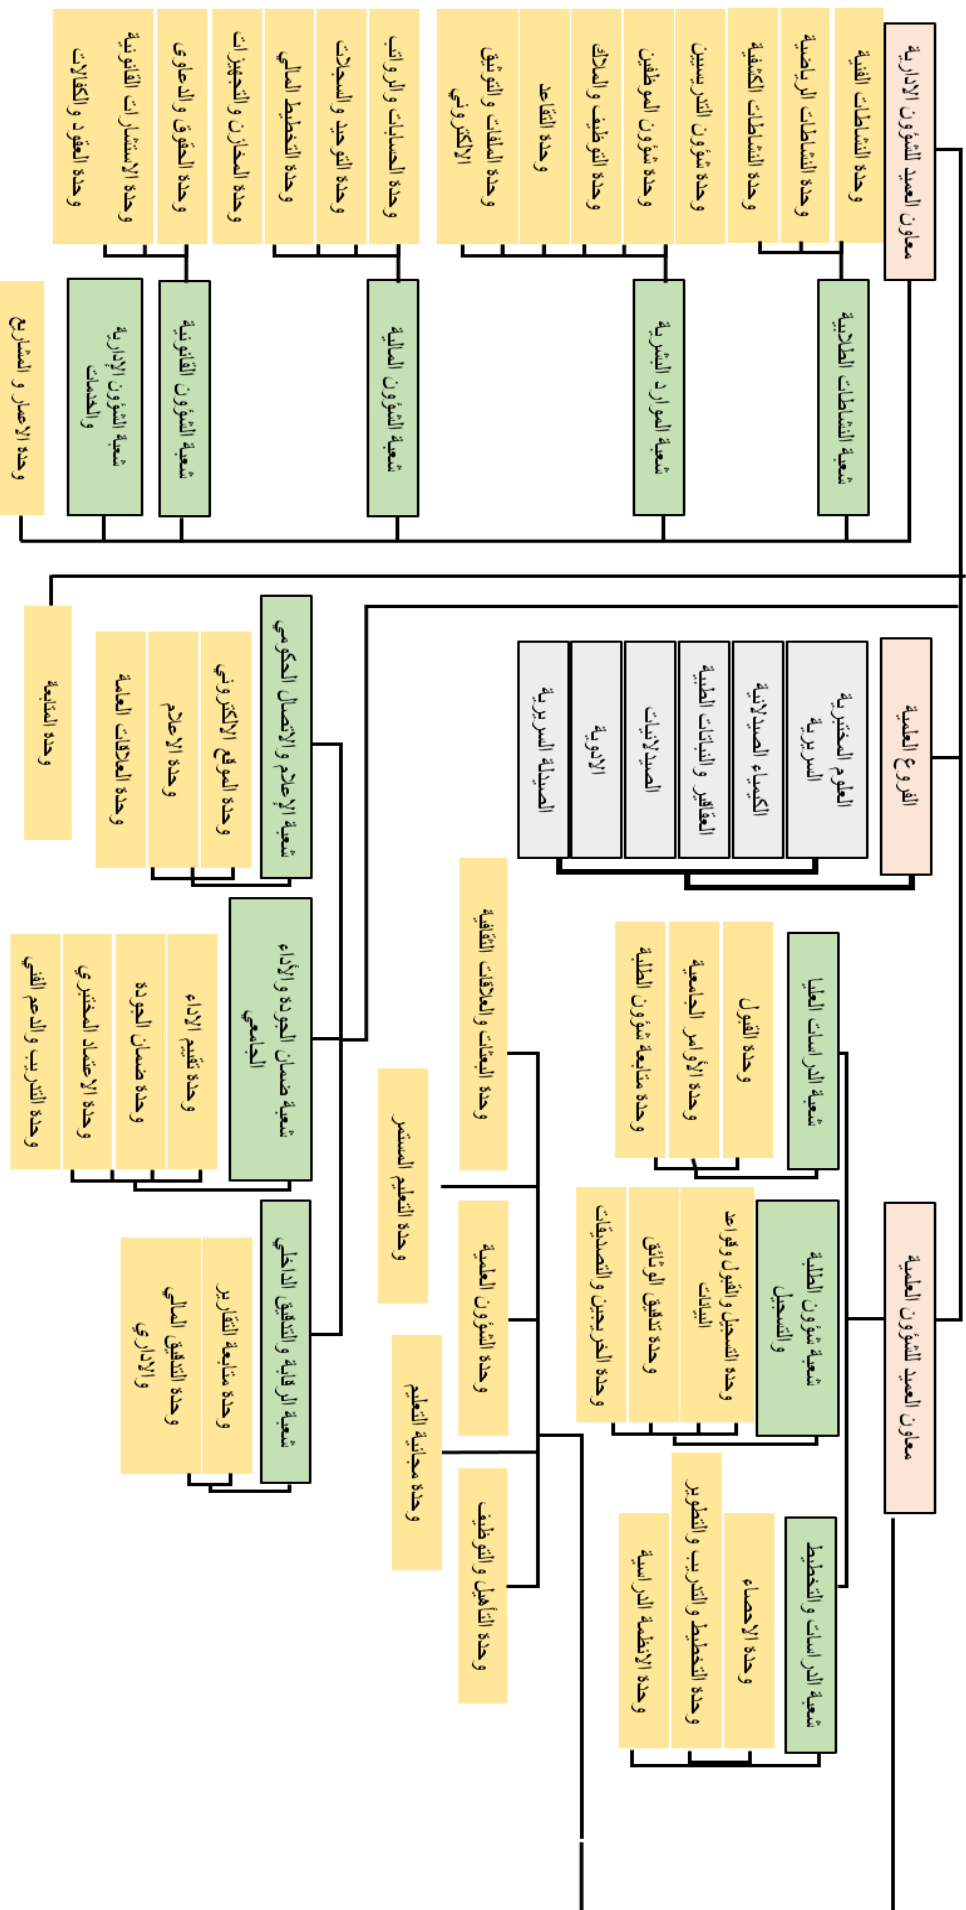 معاون العميد للشؤون الادارية
وحدة النشاطات الفنية
وحدة النشاطات الرياضية
وحدة النشاطات الكشفية
وحدة شؤون التدريسيين
وحدة شؤون الموظفين
وحدة التوظيف والملاك
وحدة التقاعد
وحدة الملفات والتوثيق
الالكتروني
وحدة الحسابات والرواتب
وحدة التوحيد والسجلات
وحدة التخطيط المالي
وحدة المخازن والتجهيزات
وحدة الحقوق والدعاوى
وحدة الاستشارات القانونية
وحدة العقود والكفالات
شعبة النشاطات الطلابية
شعبة الموارد البشرية
شعبة الشؤون المالية
شعبة الشؤون القانونية
شعبة الشؤون الإدارية
والخدمات
وحدة الاعمار و المشاريع
الفروع العلمية
العلوم المختبرية
السريرية
الكيمياء الصيدلانية
العقاقير والنباتات الطبية
الصيدلانيات
الادوية
الصيدلة السريرية
شعبة الإعلام والاتصال الحكومي
وحدة الموقع الالكتروني
وحدة الاعلام
وحدة العلاقات العامة
وحدة المتابعة
شعبة ضمان الجودة والأداء
الجامعي
وحدة تقييم الاداء
وحدة ضمان الجودة
وحدة الاعتماد المختبري
وحدة التدريب والدعم الفني
شعبة الرقابة والتدقيق الداخلي
وحدة متابعة التقارير
وحدة التدقيق المالي
والاداري
معاون العميد للشؤون العلمية
شعبة الدراسات العليا
وحدة القبول
وحدة الأوامر الجامعية
وحدة متابعة شؤون الطلبة
شعبة شؤون الطلبة
والتسجيل
وحدة التسجيل والقبول وقواعد
البيانات
وحدة تدقيق الوثائق
وحدة الخريجين والتصديقات
شعبة الدراسات والتخطيط
وحدة الاحصاء
وحدة التخطيط والتدريب والتطوير
وحدة الانظمة الدراسية
وحدة البعثات والعلاقات الثقافية
وحدة التعليم المستمر
وحدة الشؤون العلمية
وحدة مجانية التعليم
وحدة التأهيل والتوظيف